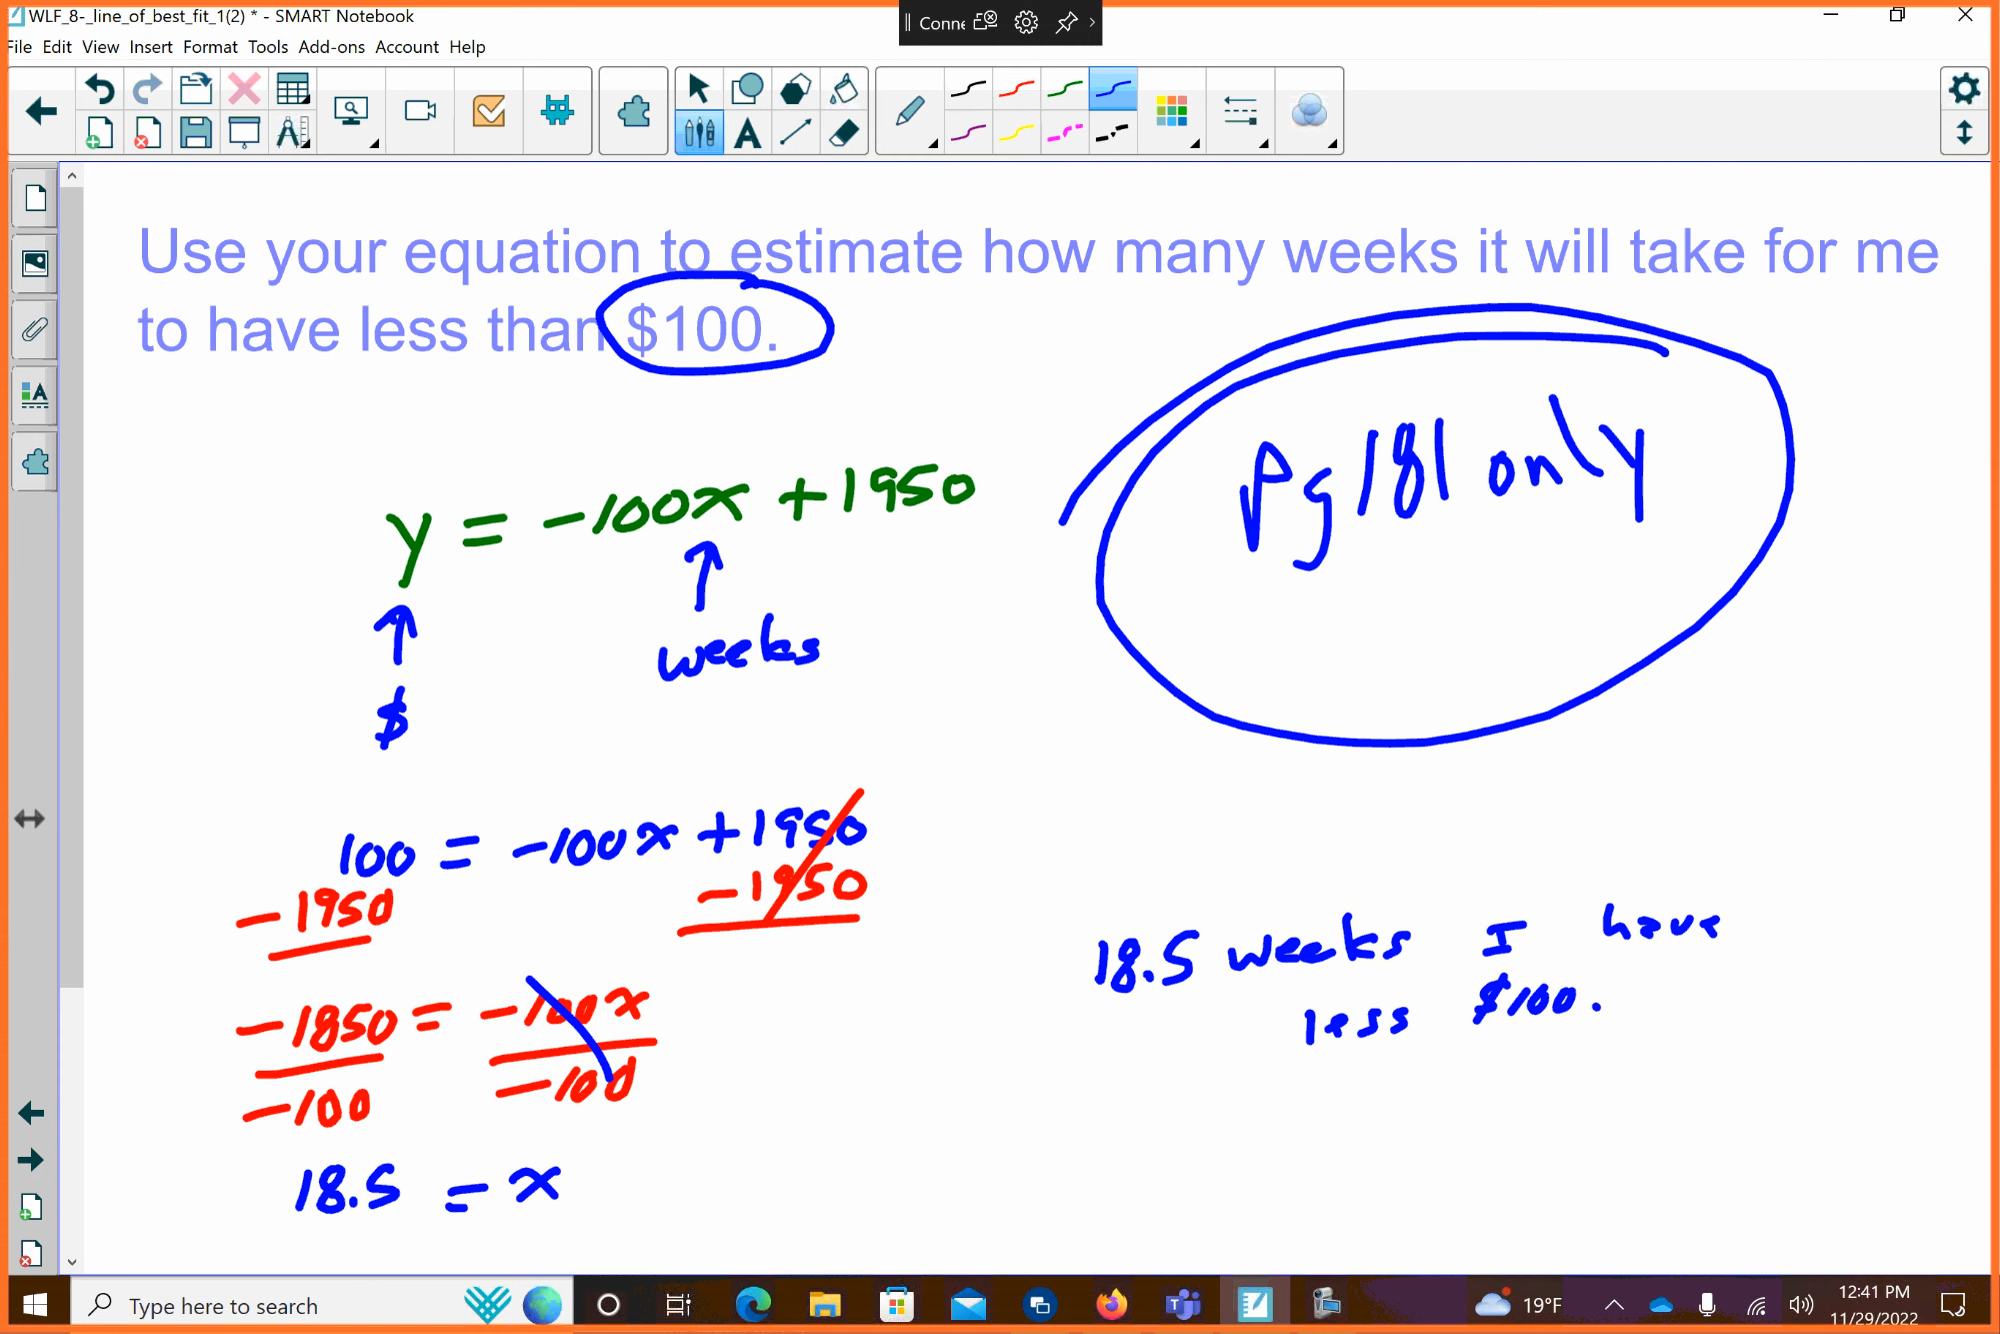 WLF_8-_line_of_best_fit_1(2) * - SMART Notebook
Conne
File Edit View Insert Format Tools Add-ons Account Help
Use your equation to estimate how many weeks it will take for me
to have less than $100.
Pg 181 only
y = -100x + 1950
weeks
$
100 = -100x + 1950
-1950 -1950
-1850 = -100x
-100 -100
18.5 = x
18.5 weeks I have
less $100.
Type here to search
19°F
12:41 PM
11/29/2022